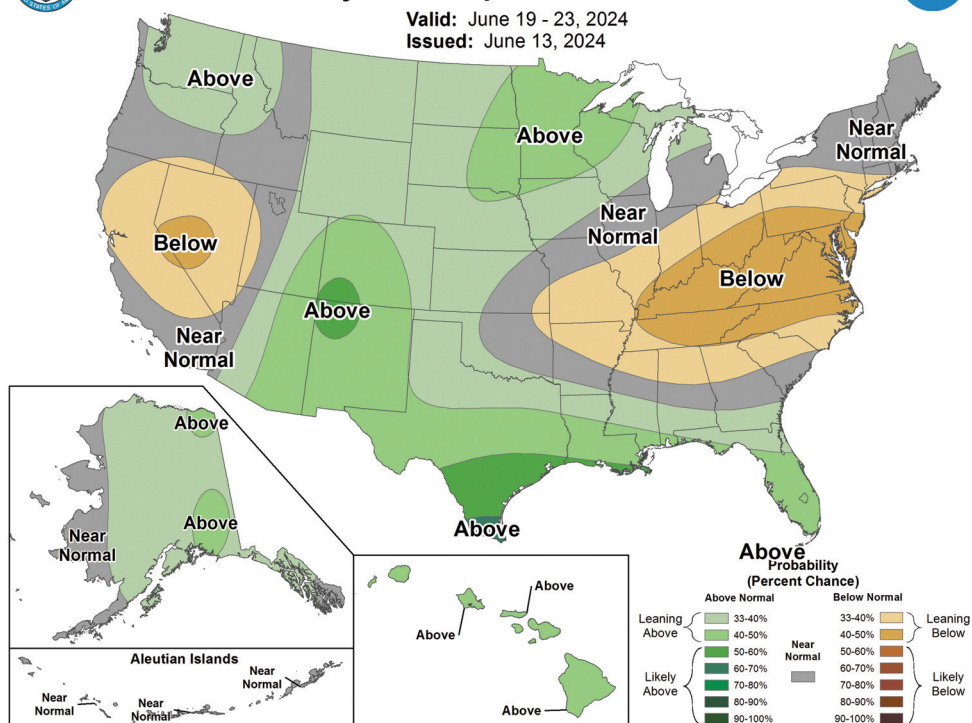 Valid: June 19 - 23, 2024
Issued: June 13, 2024
Above
Above
Near
Normal
Below
Near
Normal
Below
Above
Near
Normal
Above
Above
Near
Normal
Above
Above
Above
Above
Above
Above
Aleutian Islands
Near
Normal
Near
Normal
Near
Normal
Probability
(Percent Chance)
Above Normal
Below Normal
Leaning
Above
33-40%
40-50%
Likely
Above
50-60%
60-70%
70-80%
80-90%
90-100%
Near
Normal
33-40%
40-50%
Leaning
Below
50-60%
60-70%
70-80%
80-90%
90-100%
Likely
Below